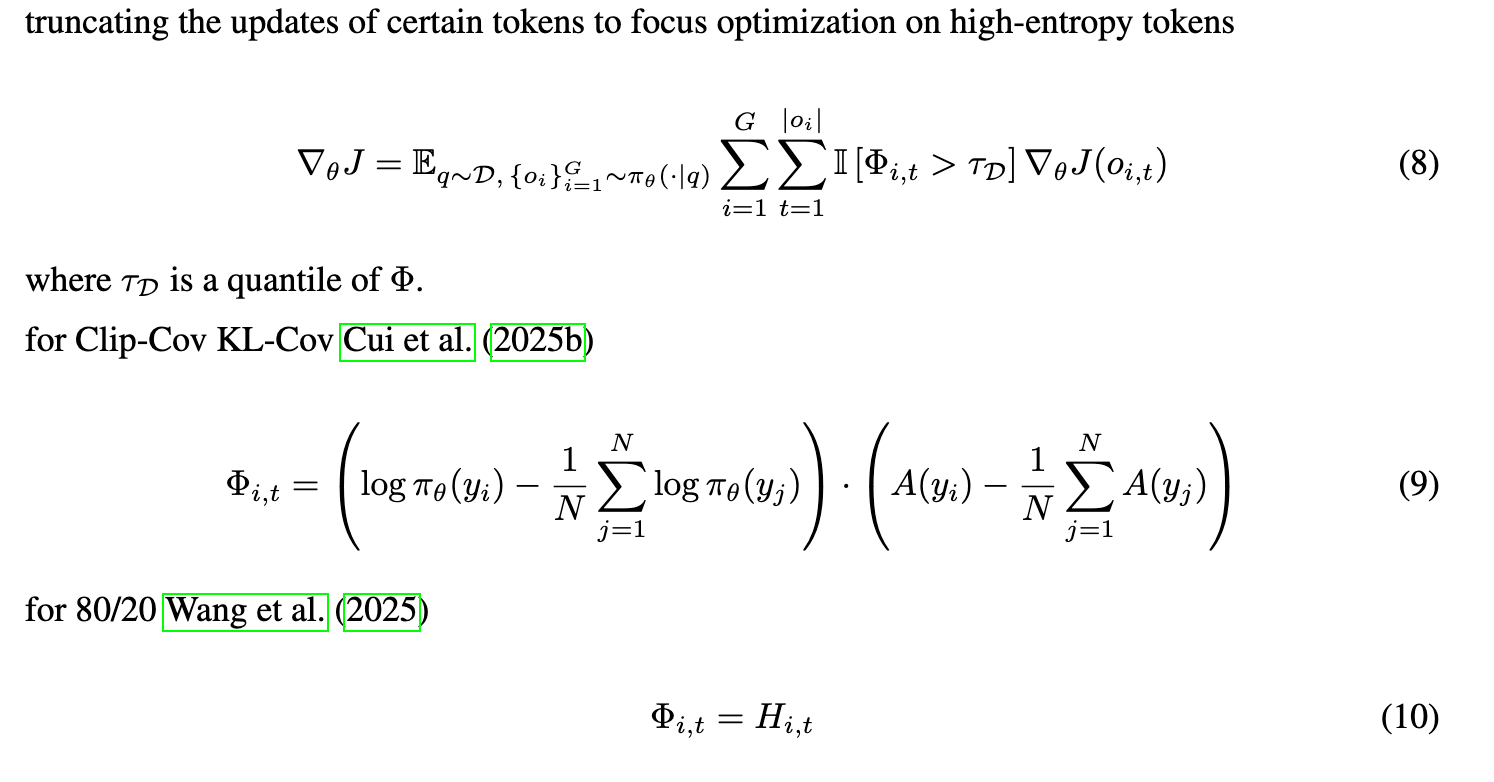 truncating the updates of certain tokens to focus optimization on high-entropy tokens
$$\nabla_\theta J = \mathbb{E}_{q\sim\mathcal{D},\{o_i\}_{i=1}^{G}\sim\pi_\theta(\cdot|q)} \sum_{i=1}^{G} \sum_{t=1}^{|o_i|} \mathbb{I}\left[\Phi_{i,t} > \tau_{\mathcal{D}}\right] \nabla_\theta J(o_{i,t}) \quad (8)$$
where $\tau_{\mathcal{D}}$ is a quantile of $\Phi$.
for Clip-Cov KL-Cov Cui et al. (2025b)
$$\Phi_{i,t} = \left( \log \pi_\theta(y_i) - \frac{1}{N} \sum_{j=1}^{N} \log \pi_\theta(y_j) \right) \cdot \left( A(y_i) - \frac{1}{N} \sum_{j=1}^{N} A(y_j) \right) \quad (9)$$
for 80/20 Wang et al. (2025)
$$\Phi_{i,t} = H_{i,t} \quad (10)$$